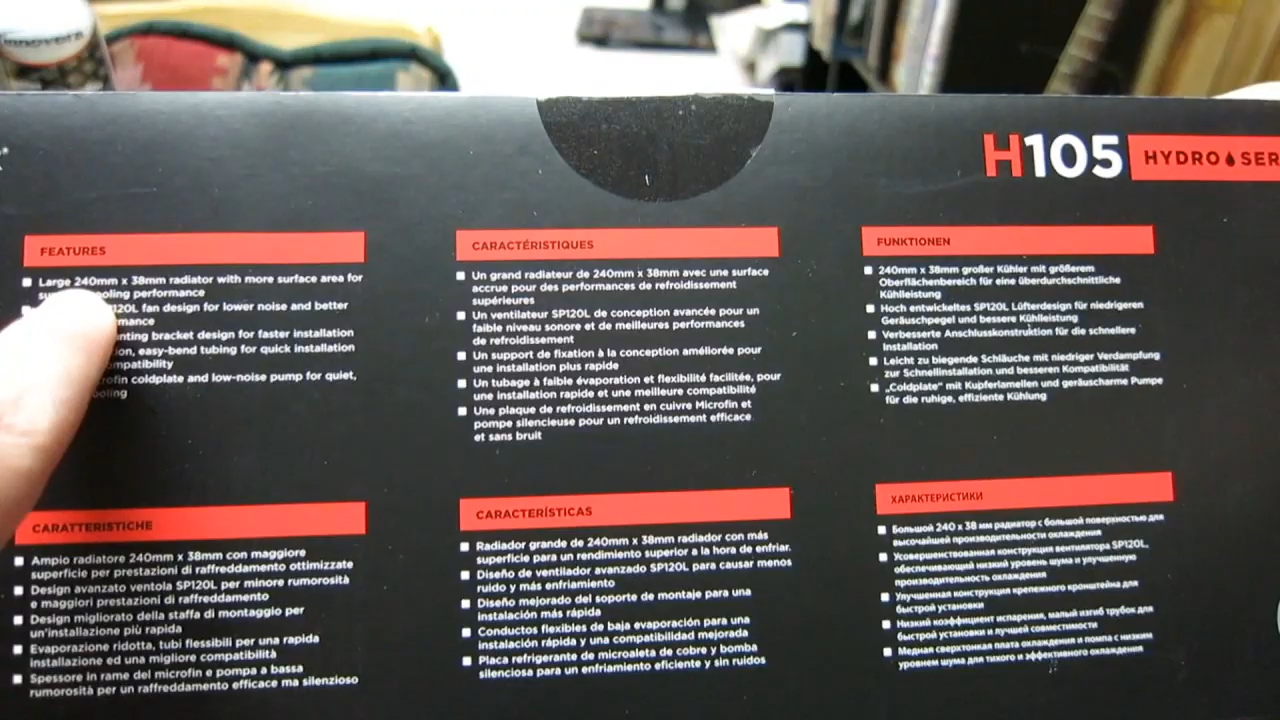 innovera
H105 HYDRO SER
FEATURES
Large 240mm x 38mm radiator with more surface area for
cooling performance
SP120L fan design for lower noise and better
bracket design for faster installation
easy-bend tubing for quick installation
coldplate and low-noise pump for quiet,
CARACTÉRISTIQUES
Un grand radiateur de 240mm x 38mm avec une surface
accrue pour des performances de refroidissement
supérieures
Un ventilateur SP120L de conception avancée pour un
faible niveau sonore et de meilleures performances
de refroidissement
Un support de fixation à la conception améliorée pour
une installation plus rapide
Un tubage à faible évaporation et flexibilité facilitée, pour
une installation rapide et une meilleure compatibilité
Une plaque de refroidissement en cuivre Microfin et
pompe silencieuse pour un refroidissement efficace
et sans bruit
FUNKTIONEN
240mm x 38mm großer Kühler mit größerem
Oberflächenbereich für eine überdurchschnittliche
Kühlleistung
Hoch entwickeltes SP120L Lüfterdesign für niedrigeren
Geräuschpegel und bessere Kühlleistung
Verbesserte Anschlusskonstruktion für die schnellere
Installation
Leicht zu biegende Schläuche mit niedriger Verdampfung
zur Schnellinstallation und besseren Kompatibilität
„Coldplate" mit Kupferlamellen und geräuscharme Pumpe
für die ruhige, effiziente Kühlung
CARATTERISTICHE
Ampio radiatore 240mm x 38mm con maggiore
superficie per prestazioni di raffreddamento ottimizzate
Design avanzato ventola SP120L per minore rumorosità
e maggiori prestazioni di raffreddamento
Design migliorato della staffa di montaggio per
un'installazione più rapida
Evaporazione ridotta, tubi flessibili per una rapida
installazione ed una migliore compatibilità
Spessore in rame del microfin e pompa a bassa
rumorosità per un raffreddamento efficace ma silenzioso
CARACTERÍSTICAS
Radiador grande de 240mm x 38mm radiador con más
superficie para un rendimiento superior a la hora de enfriar.
Diseño de ventilador avanzado SP120L para causar menos
ruido y más enfriamiento
Diseño mejorado del soporte de montaje para una
instalación más rápida
Conductos flexibles de baja evaporación para una
instalación rápida y una compatibilidad mejorada
Placa refrigerante de microaleta de cobre y bomba
silenciosa para un enfriamiento eficiente y sin ruidos
ХАРАКТЕРИСТИКИ
Большой 240 x 38 мм радиатор с большой поверхностью для
высочайшей производительности охлаждения
Усовершенствованная конструкция вентилятора SP120L,
обеспечивающий низкий уровень шума и улучшенную
производительность охлаждения
Улучшенная конструкция крепежного кронштейна для
быстрой установки
Низкий коэффициент испарения, малый изгиб трубок для
быстрой установки и лучшей совместимости
Медная сверхтонкая плата охлаждения и помпа с низким
уровнем шума для тихого и эффективного охлаждения